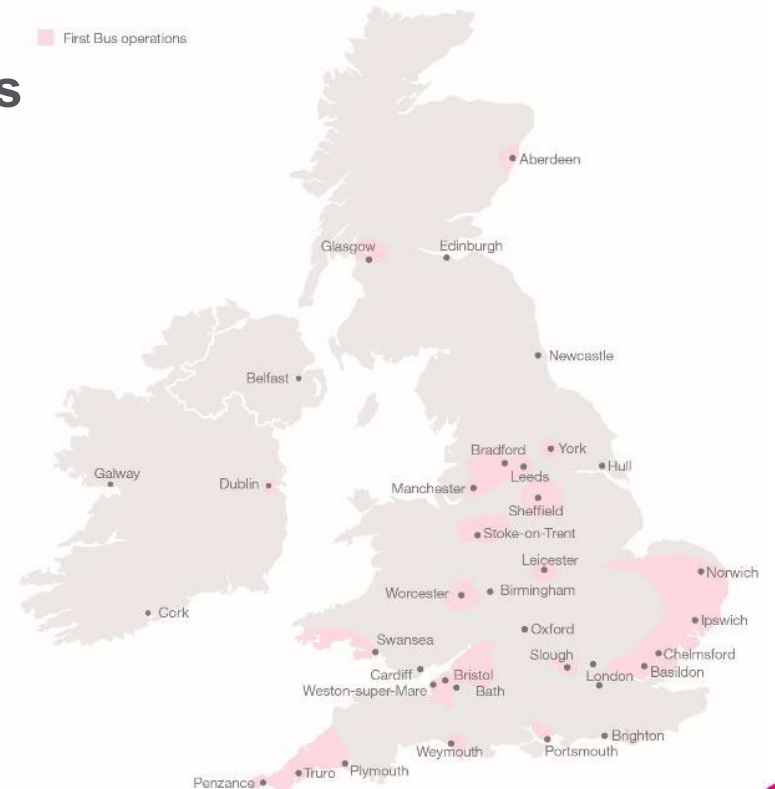 First Bus operations
s
Aberdeen
Glasgow
Edinburgh
Newcastle
Belfast
York
Bradford
Hull
Leeds
Galway
Dublin
Manchester
Sheffield
Stoke-on-Trent
Leicester
Norwich
Worcester
Birmingham
Cork
Ipswich
Oxford
Swansea
Slough
Chelmsford
Cardiff
Bristol
London
Basildon
Weston-super-Mare
Bath
Brighton
Weymouth
Portsmouth
Truro
Plymouth
Penzance